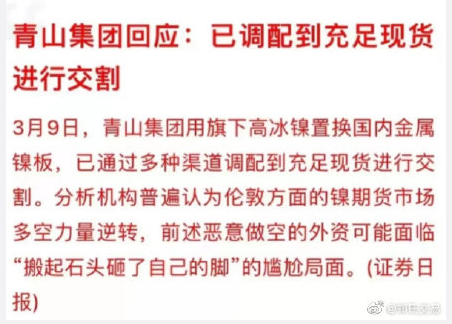 青山集团回应：已调配到充足现货
进行交割
3月9日，青山集团用旗下高冰镍置换国内金属
镍板，已通过多种渠道调配到充足现货进行交
割。分析机构普遍认为伦敦方面的镍期货市场
多空力量逆转，前述恶意做空的外资可能面临
“搬起石头砸了自己的脚”的尴尬局面。(证券日
报)